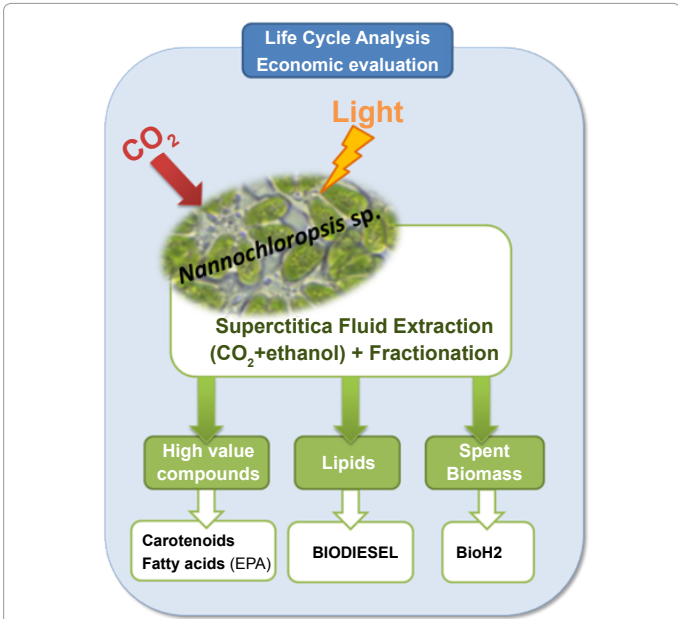 Life Cycle Analysis
Economic evaluation
Light
CO2
Nannochloropsis sp.
Superctitica Fluid Extraction
(CO2+ethanol) + Fractionation
High value
compounds
Lipids
Spent
Biomass
Carotenoids
Fatty acids (EPA)
BIODIESEL
BioH2